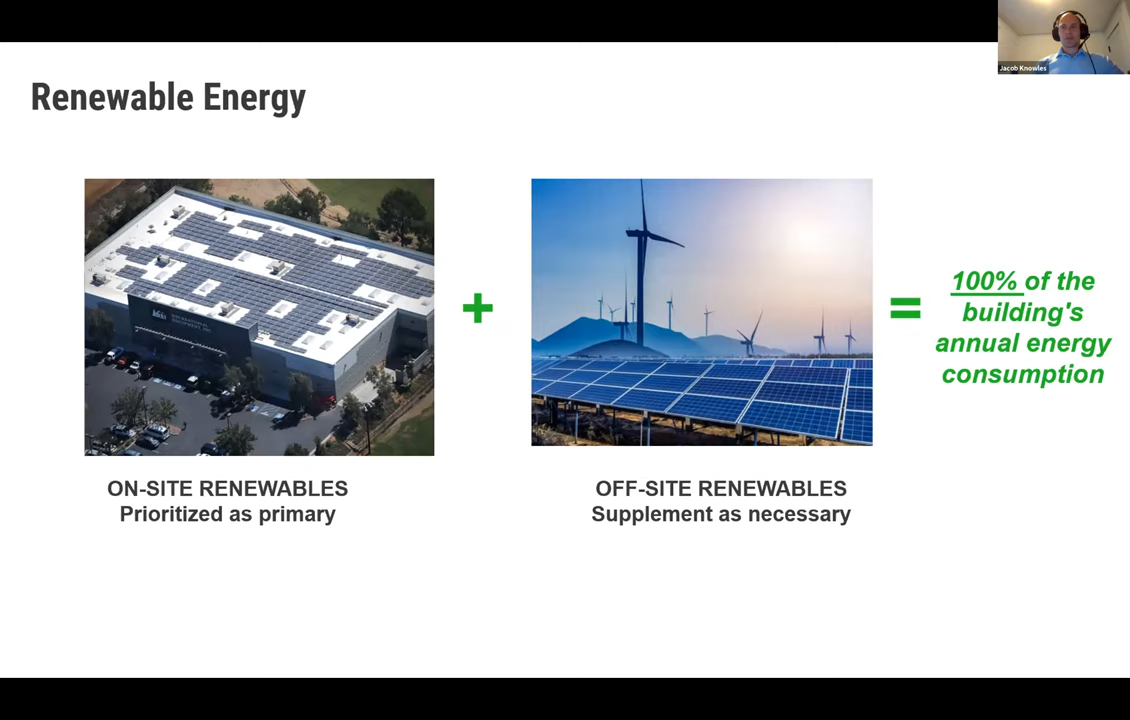 Jacob Knowles
Renewable Energy
+
=
100% of the
building's
annual energy
consumption
ON-SITE RENEWABLES
Prioritized as primary
OFF-SITE RENEWABLES
Supplement as necessary